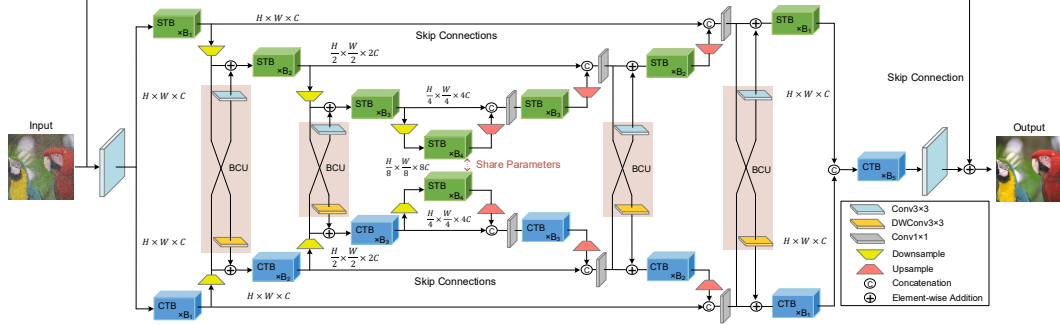 STB
×B₁
H × W × C
Skip Connections
STB
×B₁
H/2 × W/2 × 2C
STB
×B₂
STB
×B₂
Skip Connection
H × W × C
H/4 × W/4 × 4C
STB
×B₃
STB
×B₃
H × W × C
Input
BCU
BCU
STB
×B₄
H/8 × W/8 × 8C
Share Parameters
BCU
BCU
Output
STB
×B₄
CTB
×B₅
H/4 × W/4 × 4C
CTB
×B₃
CTB
×B₃
H × W × C
H × W × C
H/2 × W/2 × 2C
CTB
×B₂
CTB
×B₂
Skip Connections
H × W × C
CTB
×B₁
CTB
×B₁
C
C
C
C
C
C
C
Conv3×3
DWConv3×3
Conv1×1
Downsample
Upsample
C Concatenation
Element-wise Addition